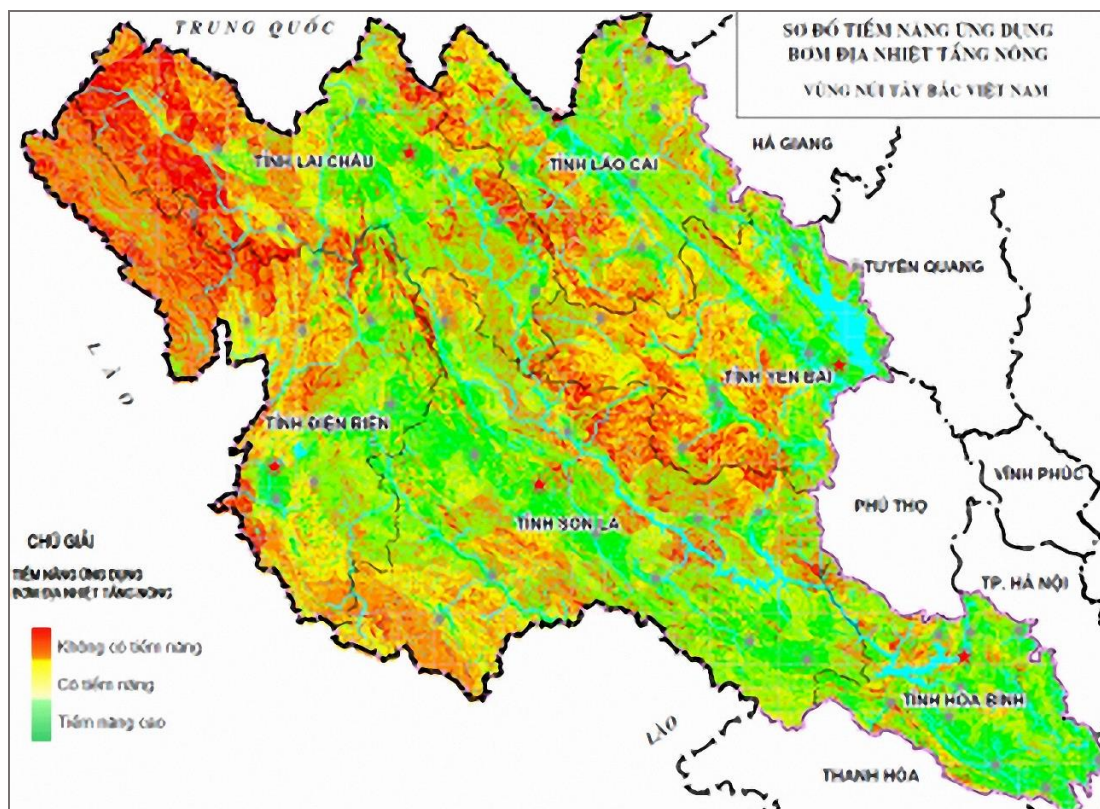 TRUNG QUỐC
SƠ ĐỒ TIỀM NĂNG ỨNG DỤNG
BƠM ĐỊA NHIỆT TẦNG NÔNG
VÙNG NÚI TÂY BẮC VIỆT NAM
HÀ GIANG
TỈNH LAI CHÂU
TỈNH LÀO CAI
TUYÊN QUANG
LÀO
TỈNH YÊN BÁI
TỈNH ĐIỆN BIÊN
VĨNH PHÚC
PHÚ THỌ
TỈNH SƠN LA
TP. HÀ NỘI
CHÚ GIẢI
TIỀM NĂNG ỨNG DỤNG
BƠM ĐỊA NHIỆT TẦNG NÔNG
Không có tiềm năng
Có tiềm năng
Tiềm năng cao
TỈNH HÒA BÌNH
LÀO
THANH HÓA